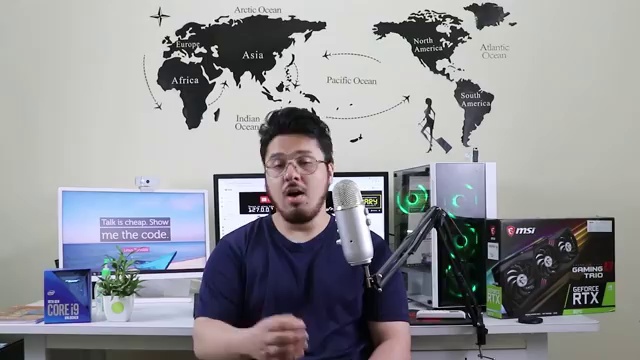 Arctic Ocean
Europe
Asia
Africa
North
America
Atlantic
Ocean
Pacific Ocean
South
America
Indian
Ocean
Talk is cheap. Show
me the code.
intel
CORE i9
msi
GAMING
TRIO
GEFORCE
RTX